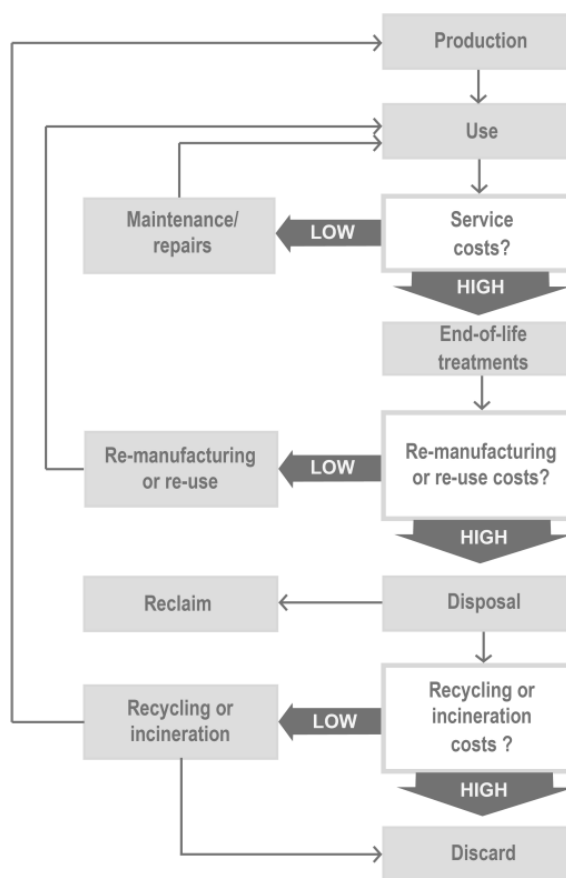 Production
Use
Maintenance/
repairs
LOW
Service
costs?
HIGH
End-of-life
treatments
Re-manufacturing
or re-use
LOW
Re-manufacturing
or re-use costs?
HIGH
Reclaim
Disposal
Recycling or
incineration
LOW
Recycling or
incineration
costs ?
HIGH
Discard